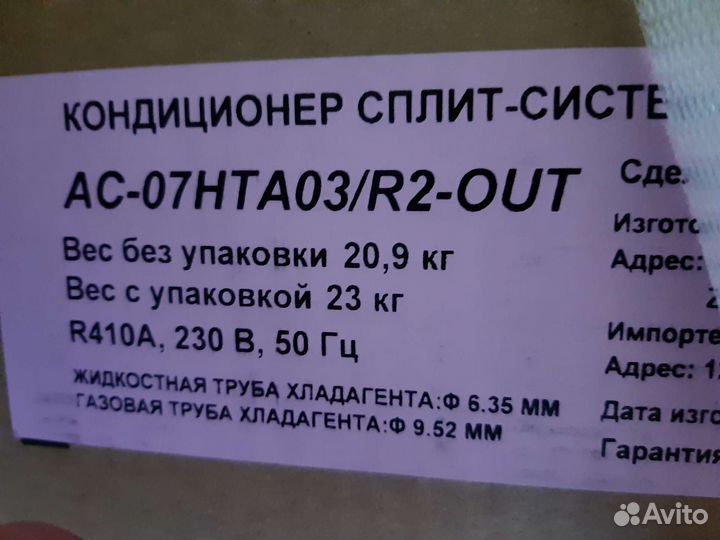 КОНДИЦИОНЕР СПЛИТ-СИСТЕ
AC-07HTA03/R2-OUT
Вес без упаковки 20,9 кг
Вес с упаковкой 23 кг
R410A, 230 В, 50 Гц
ЖИДКОСТНАЯ ТРУБА ХЛАДАГЕНТА:Ф 6.35 ММ
ГАЗОВАЯ ТРУБА ХЛАДАГЕНТА:Ф 9.52 ММ
Сде
Изгото
Адрес:
Импорте
Адрес: 1
Дата изго
Гарантия
Avito